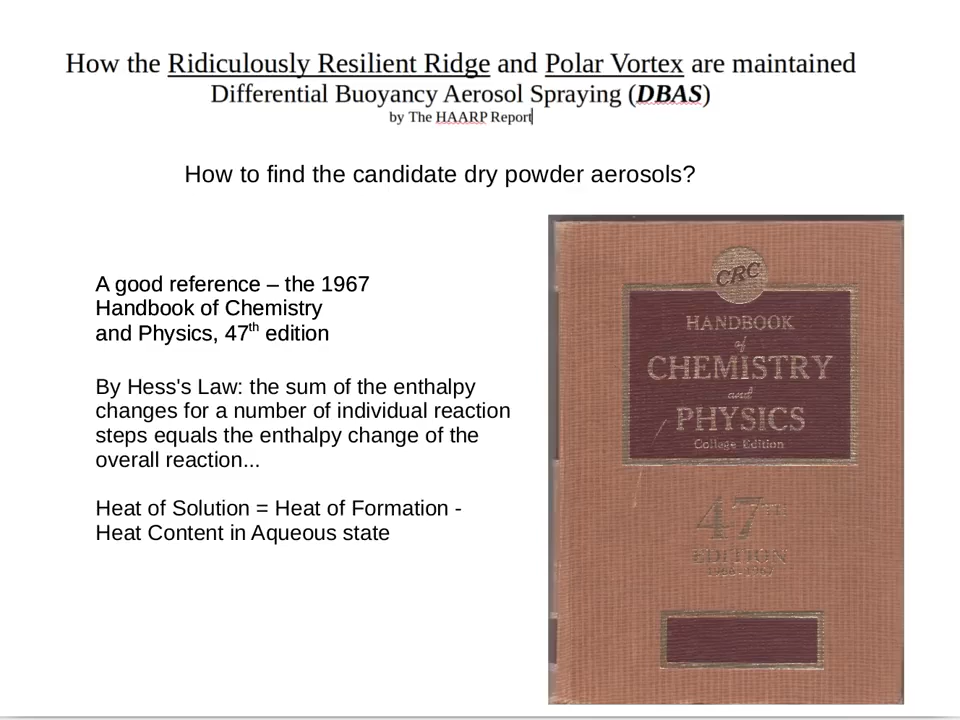 How the Ridiculously Resilient Ridge and Polar Vortex are maintained
Differential Buoyancy Aerosol Spraying (DBAS)
by The HAARP Report
How to find the candidate dry powder aerosols?
A good reference – the 1967
Handbook of Chemistry
and Physics, 47th edition
By Hess's Law: the sum of the enthalpy
changes for a number of individual reaction
steps equals the enthalpy change of the
overall reaction...
Heat of Solution = Heat of Formation -
Heat Content in Aqueous state
CRC
HANDBOOK
of
CHEMISTRY
and
PHYSICS
College Edition
47TH
EDITION
1966-1967